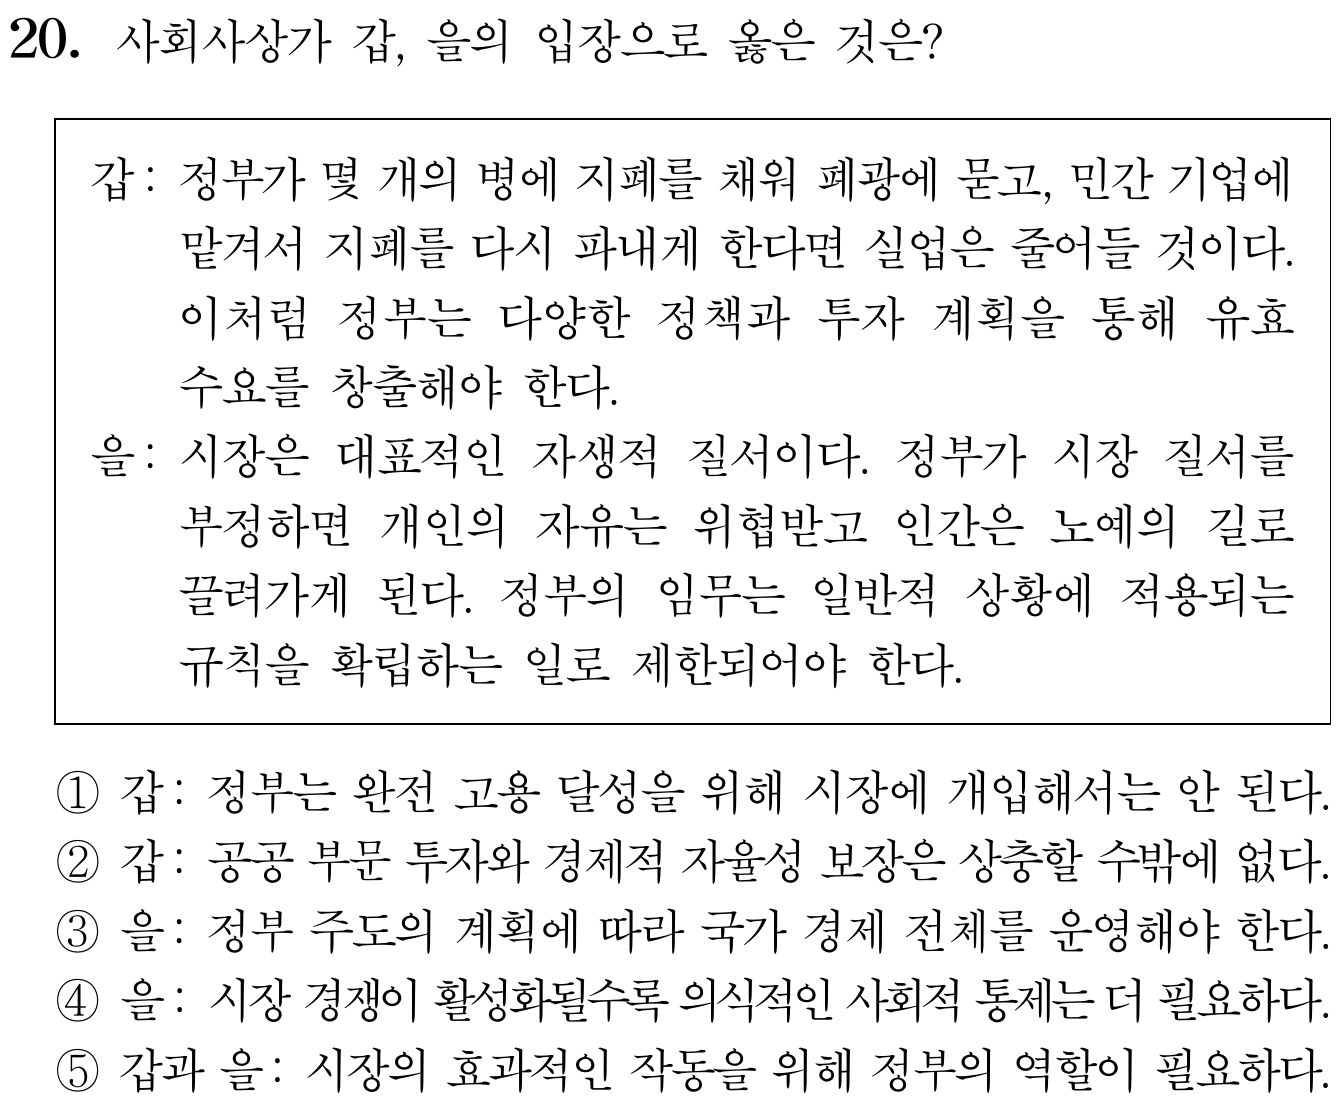 20. 사회사상가 갑, 을의 입장으로 옳은 것은?
갑: 정부가 몇 개의 병에 지폐를 채워 폐광에 묻고, 민간 기업에
맡겨서 지폐를 다시 파내게 한다면 실업은 줄어들 것이다.
이처럼 정부는 다양한 정책과 투자 계획을 통해 유효
수요를 창출해야 한다.
을: 시장은 대표적인 자생적 질서이다. 정부가 시장 질서를
부정하면 개인의 자유는 위협받고 인간은 노예의 길로
끌려가게 된다. 정부의 임무는 일반적 상황에 적용되는
규칙을 확립하는 일로 제한되어야 한다.
① 갑: 정부는 완전 고용 달성을 위해 시장에 개입해서는 안 된다.
② 갑: 공공 부문 투자와 경제적 자율성 보장은 상충할 수밖에 없다.
③ 을: 정부 주도의 계획에 따라 국가 경제 전체를 운영해야 한다.
④ 을: 시장 경쟁이 활성화될수록 의식적인 사회적 통제는 더 필요하다.
⑤ 갑과 을: 시장의 효과적인 작동을 위해 정부의 역할이 필요하다.